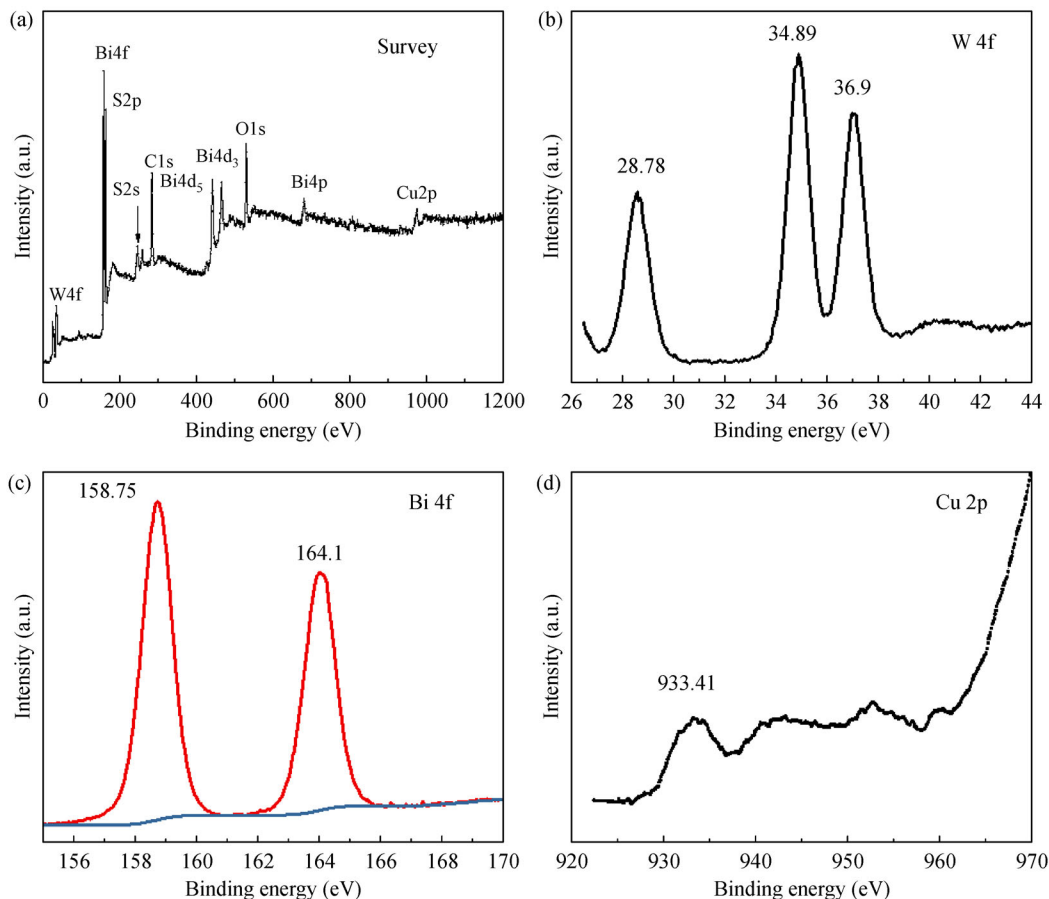 (a)
Survey
Bi4f
S2p
S2s
C1s
Bi4d5
Bi4d3
O1s
Bi4p
Cu2p
W4f
Intensity (a.u.)
0 200 400 600 800 1000 1200
Binding energy (eV)
(b)
W 4f
34.89
36.9
28.78
Intensity (a.u.)
26 28 30 32 34 36 38 40 42 44
Binding energy (eV)
(c)
Bi 4f
158.75
164.1
Intensity (a.u.)
156 158 160 162 164 166 168 170
Binding energy (eV)
(d)
Cu 2p
933.41
Intensity (a.u.)
920 930 940 950 960 970
Binding energy (eV)